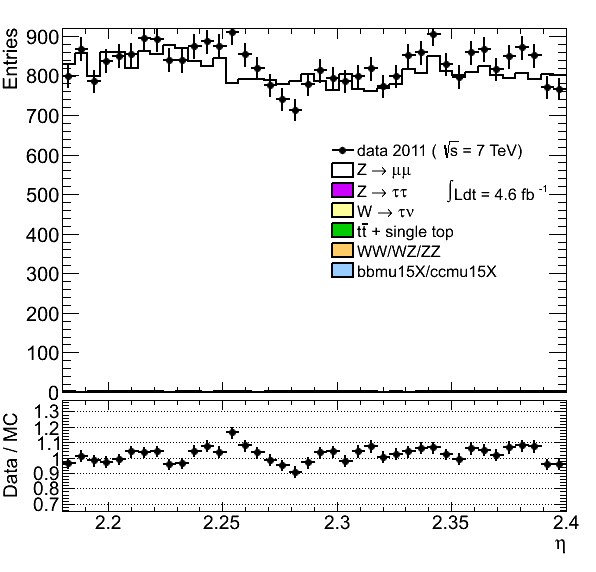 Entries
900
800
700
600
500
400
300
200
100
0
data 2011 ( √s = 7 TeV)
Z → μμ
Z → ττ
∫Ldt = 4.6 fb⁻¹
W → τν
tt̄ + single top
WW/WZ/ZZ
bbmu15X/ccmu15X
Data / MC
1.3
1.2
1.1
1
0.9
0.8
0.7
2.2
2.25
2.3
2.35
2.4
η